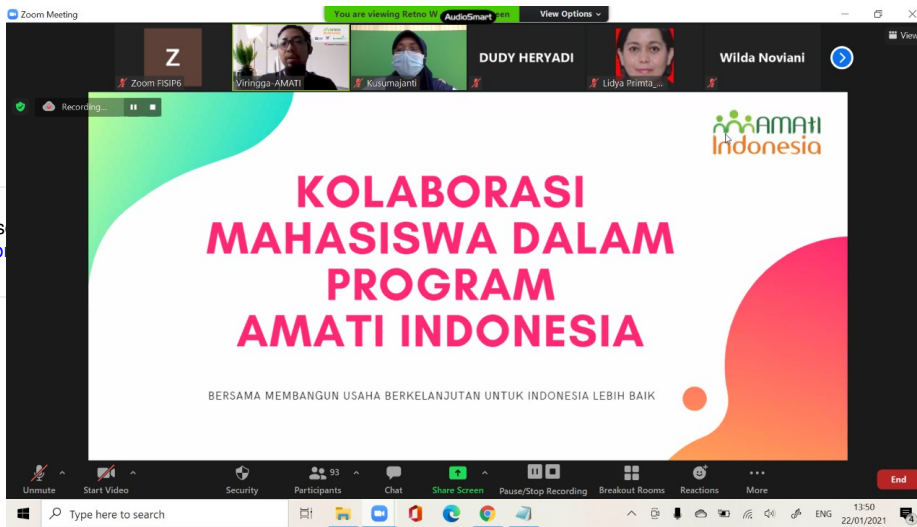 Zoom Meeting
You are viewing Retno W
AudioSmart
een
View Options
View
Z
Zoom FISIP6
Viringga-AMATI
Kusumajanti
DUDY HERYADI
Lidya Primta_...
Wilda Noviani
Recording...
AMATI
Indonesia
KOLABORASI
MAHASISWA DALAM
PROGRAM
AMATI INDONESIA
BERSAMA MEMBANGUN USAHA BERKELANJUTAN UNTUK INDONESIA LEBIH BAIK
Unmute
Start Video
Security
93
Participants
Chat
Share Screen
Pause/Stop Recording
Breakout Rooms
Reactions
More
End
Type here to search
ENG
13:50
22/01/2021
4